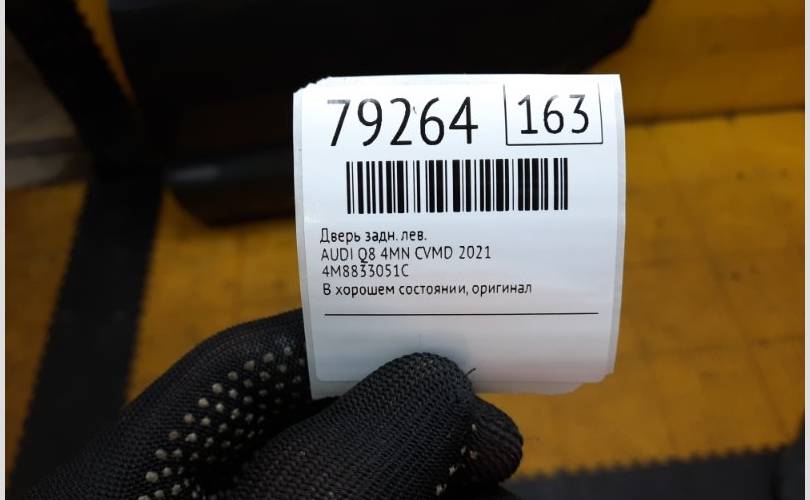 79264 163
Дверь задн. лев.
AUDI Q8 4MN CVMD 2021
4M8833051C
В хорошем состоянии, оригинал